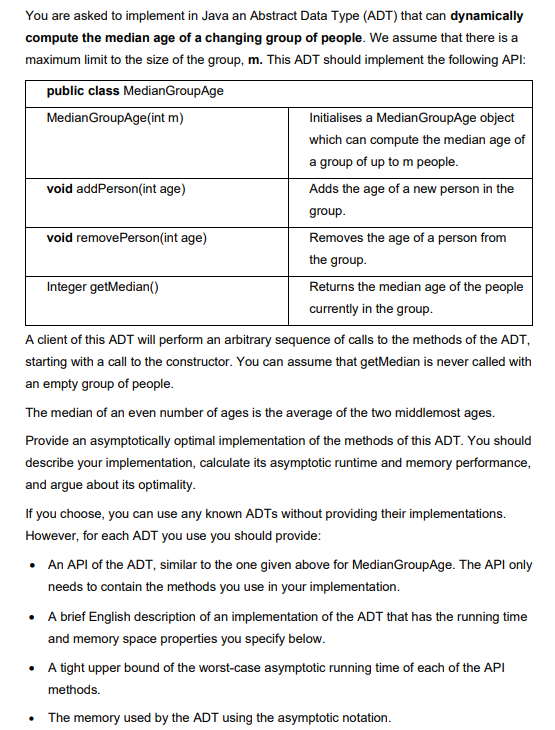 You are asked to implement in Java an Abstract Data Type (ADT) that can dynamically
compute the median age of a changing group of people. We assume that there is a
maximum limit to the size of the group, m. This ADT should implement the following API:
public class MedianGroupAge
MedianGroupAge(int m)
Initialises a MedianGroupAge object
which can compute the median age of
a group of up to m people.
void addPerson(int age)
Adds the age of a new person in the
group.
void removePerson(int age)
Removes the age of a person from
the group.
Integer getMedian()
Returns the median age of the people
currently in the group.
A client of this ADT will perform an arbitrary sequence of calls to the methods of the ADT,
starting with a call to the constructor. You can assume that getMedian is never called with
an empty group of people.
The median of an even number of ages is the average of the two middlemost ages.
Provide an asymptotically optimal implementation of the methods of this ADT. You should
describe your implementation, calculate its asymptotic runtime and memory performance,
and argue about its optimality.
If you choose, you can use any known ADTs without providing their implementations.
However, for each ADT you use you should provide:
• An API of the ADT, similar to the one given above for MedianGroupAge. The API only
needs to contain the methods you use in your implementation.
• A brief English description of an implementation of the ADT that has the running time
and memory space properties you specify below.
• A tight upper bound of the worst-case asymptotic running time of each of the API
methods.
• The memory used by the ADT using the asymptotic notation.